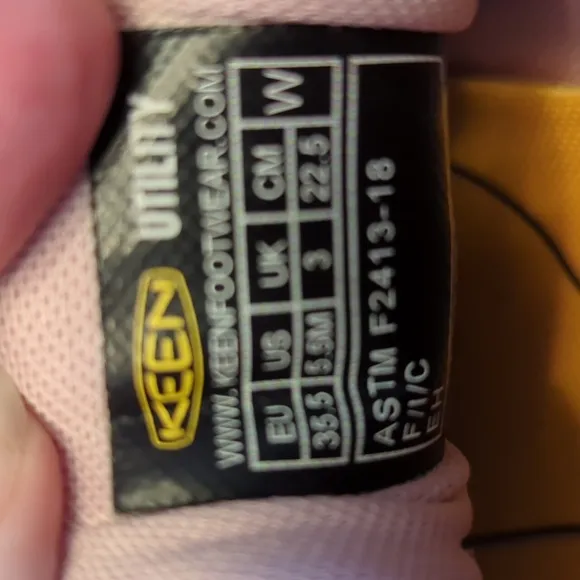 KEEN UTILITY
WWW.KEENFOOTWEAR.COM
EU US UK CM W
35.5 5.5M 3 22.5
ASTM F2413-18
F/I/C
EH